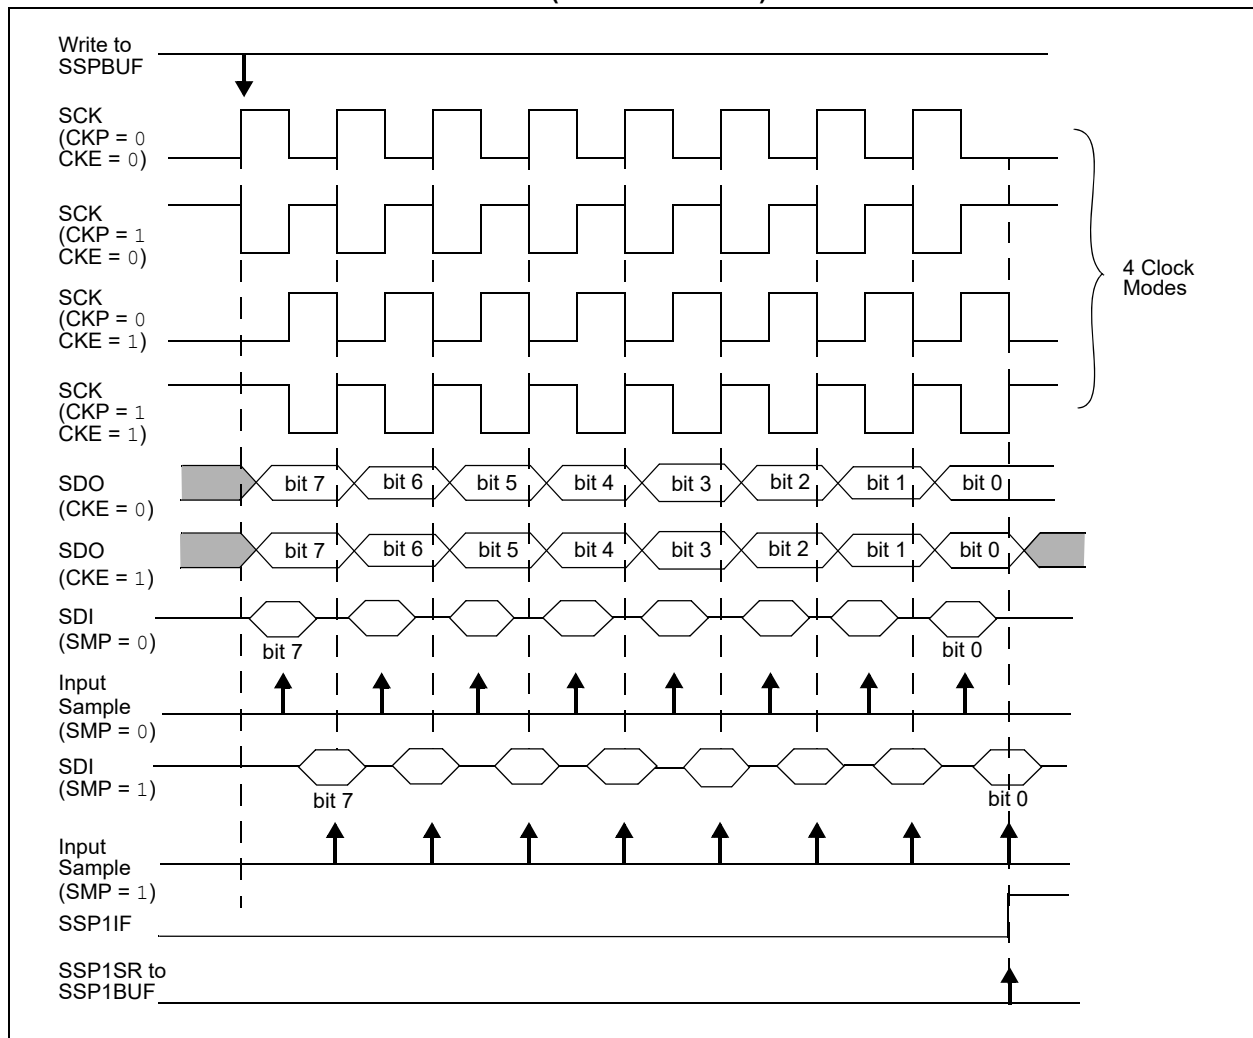 Write to
SSPBUF
SCK
(CKP = 0
CKE = 0)
SCK
(CKP = 1
CKE = 0)
SCK
(CKP = 0
CKE = 1)
SCK
(CKP = 1
CKE = 1)
4 Clock
Modes
SDO
(CKE = 0)
bit 7 bit 6 bit 5 bit 4 bit 3 bit 2 bit 1 bit 0
SDO
(CKE = 1)
bit 7 bit 6 bit 5 bit 4 bit 3 bit 2 bit 1 bit 0
SDI
(SMP = 0)
bit 7 bit 0
Input
Sample
(SMP = 0)
SDI
(SMP = 1)
bit 7 bit 0
Input
Sample
(SMP = 1)
SSP1IF
SSP1SR to
SSP1BUF